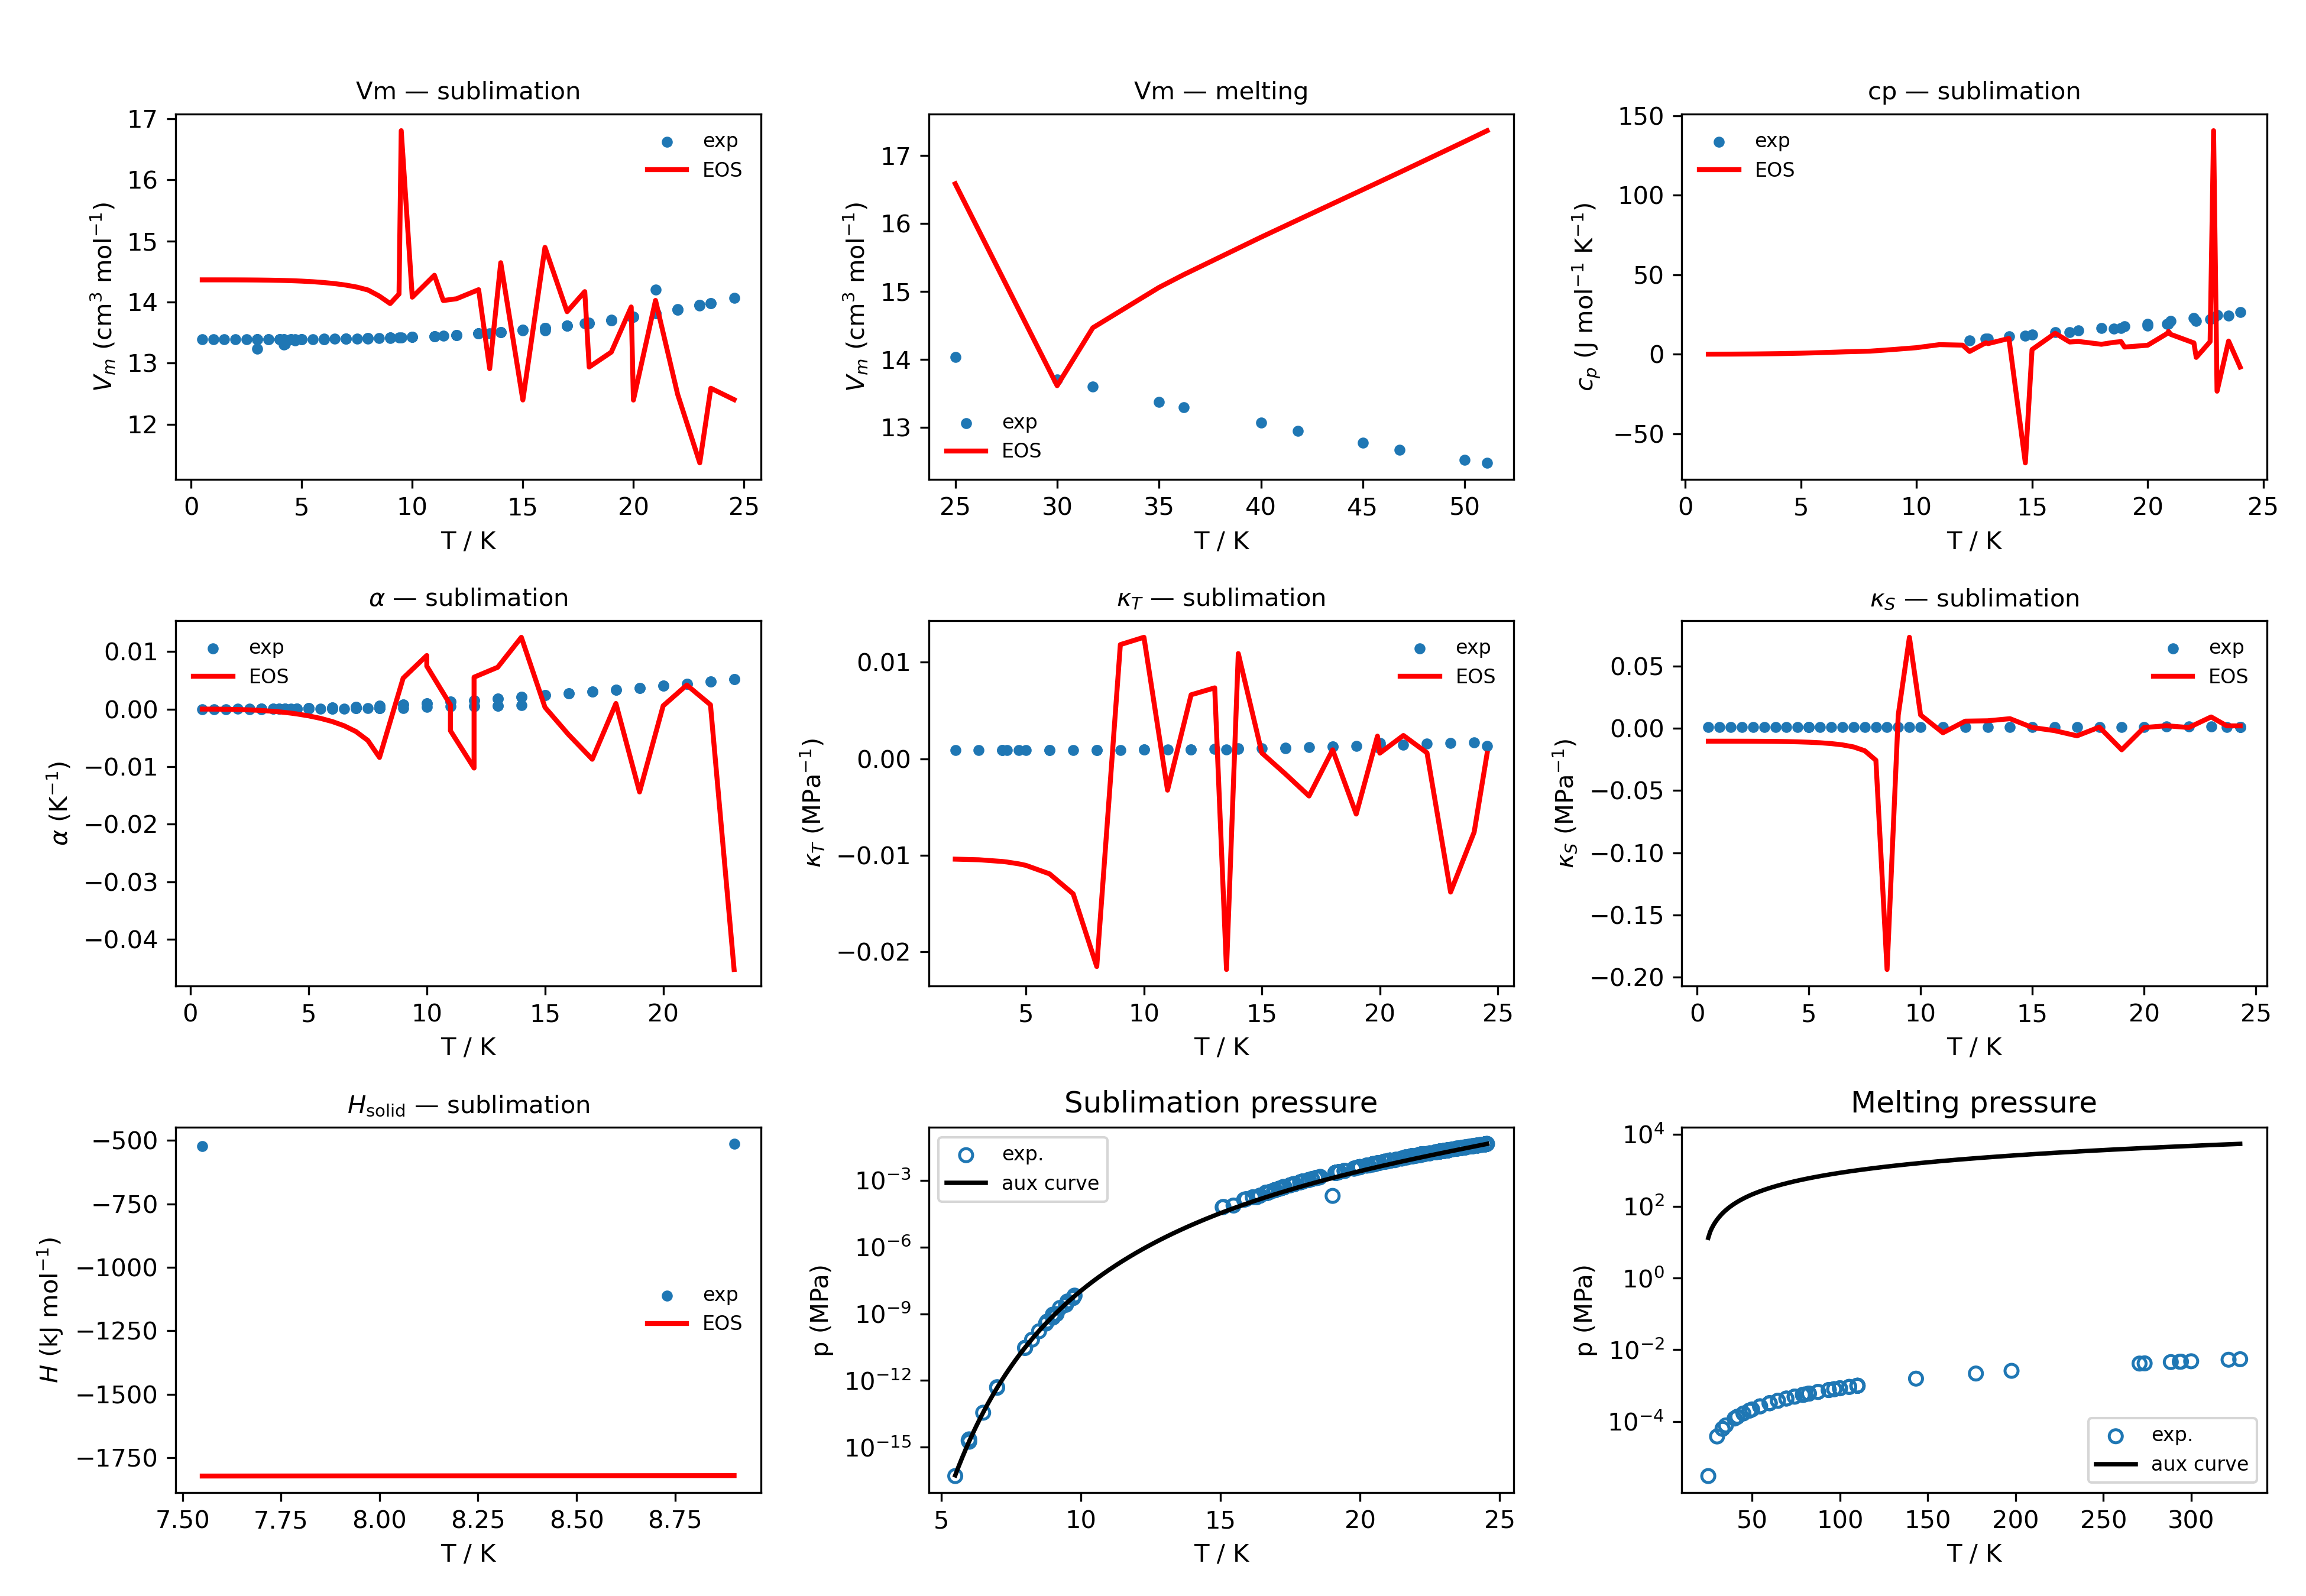 Vm — sublimation
17
16
15
14
13
12
V_m (cm³ mol⁻¹)
exp
EOS
0 5 10 15 20 25
T / K
Vm — melting
17
16
15
14
13
V_m (cm³ mol⁻¹)
exp
EOS
25 30 35 40 45 50
T / K
cp — sublimation
150
100
50
0
−50
c_p (J mol⁻¹ K⁻¹)
exp
EOS
0 5 10 15 20 25
T / K
α — sublimation
0.01
0.00
−0.01
−0.02
−0.03
−0.04
α (K⁻¹)
exp
EOS
0 5 10 15 20
T / K
κ_T — sublimation
0.01
0.00
−0.01
−0.02
κ_T (MPa⁻¹)
exp
EOS
5 10 15 20 25
T / K
κ_S — sublimation
0.05
0.00
−0.05
−0.10
−0.15
−0.20
κ_S (MPa⁻¹)
exp
EOS
0 5 10 15 20 25
T / K
H_solid — sublimation
−500
−750
−1000
−1250
−1500
−1750
H (kJ mol⁻¹)
exp
EOS
7.50 7.75 8.00 8.25 8.50 8.75
T / K
Sublimation pressure
10⁻³
10⁻⁶
10⁻⁹
10⁻¹²
10⁻¹⁵
p (MPa)
exp.
aux curve
5 10 15 20 25
T / K
Melting pressure
10⁴
10²
10⁰
10⁻²
10⁻⁴
p (MPa)
exp.
aux curve
50 100 150 200 250 300
T / K